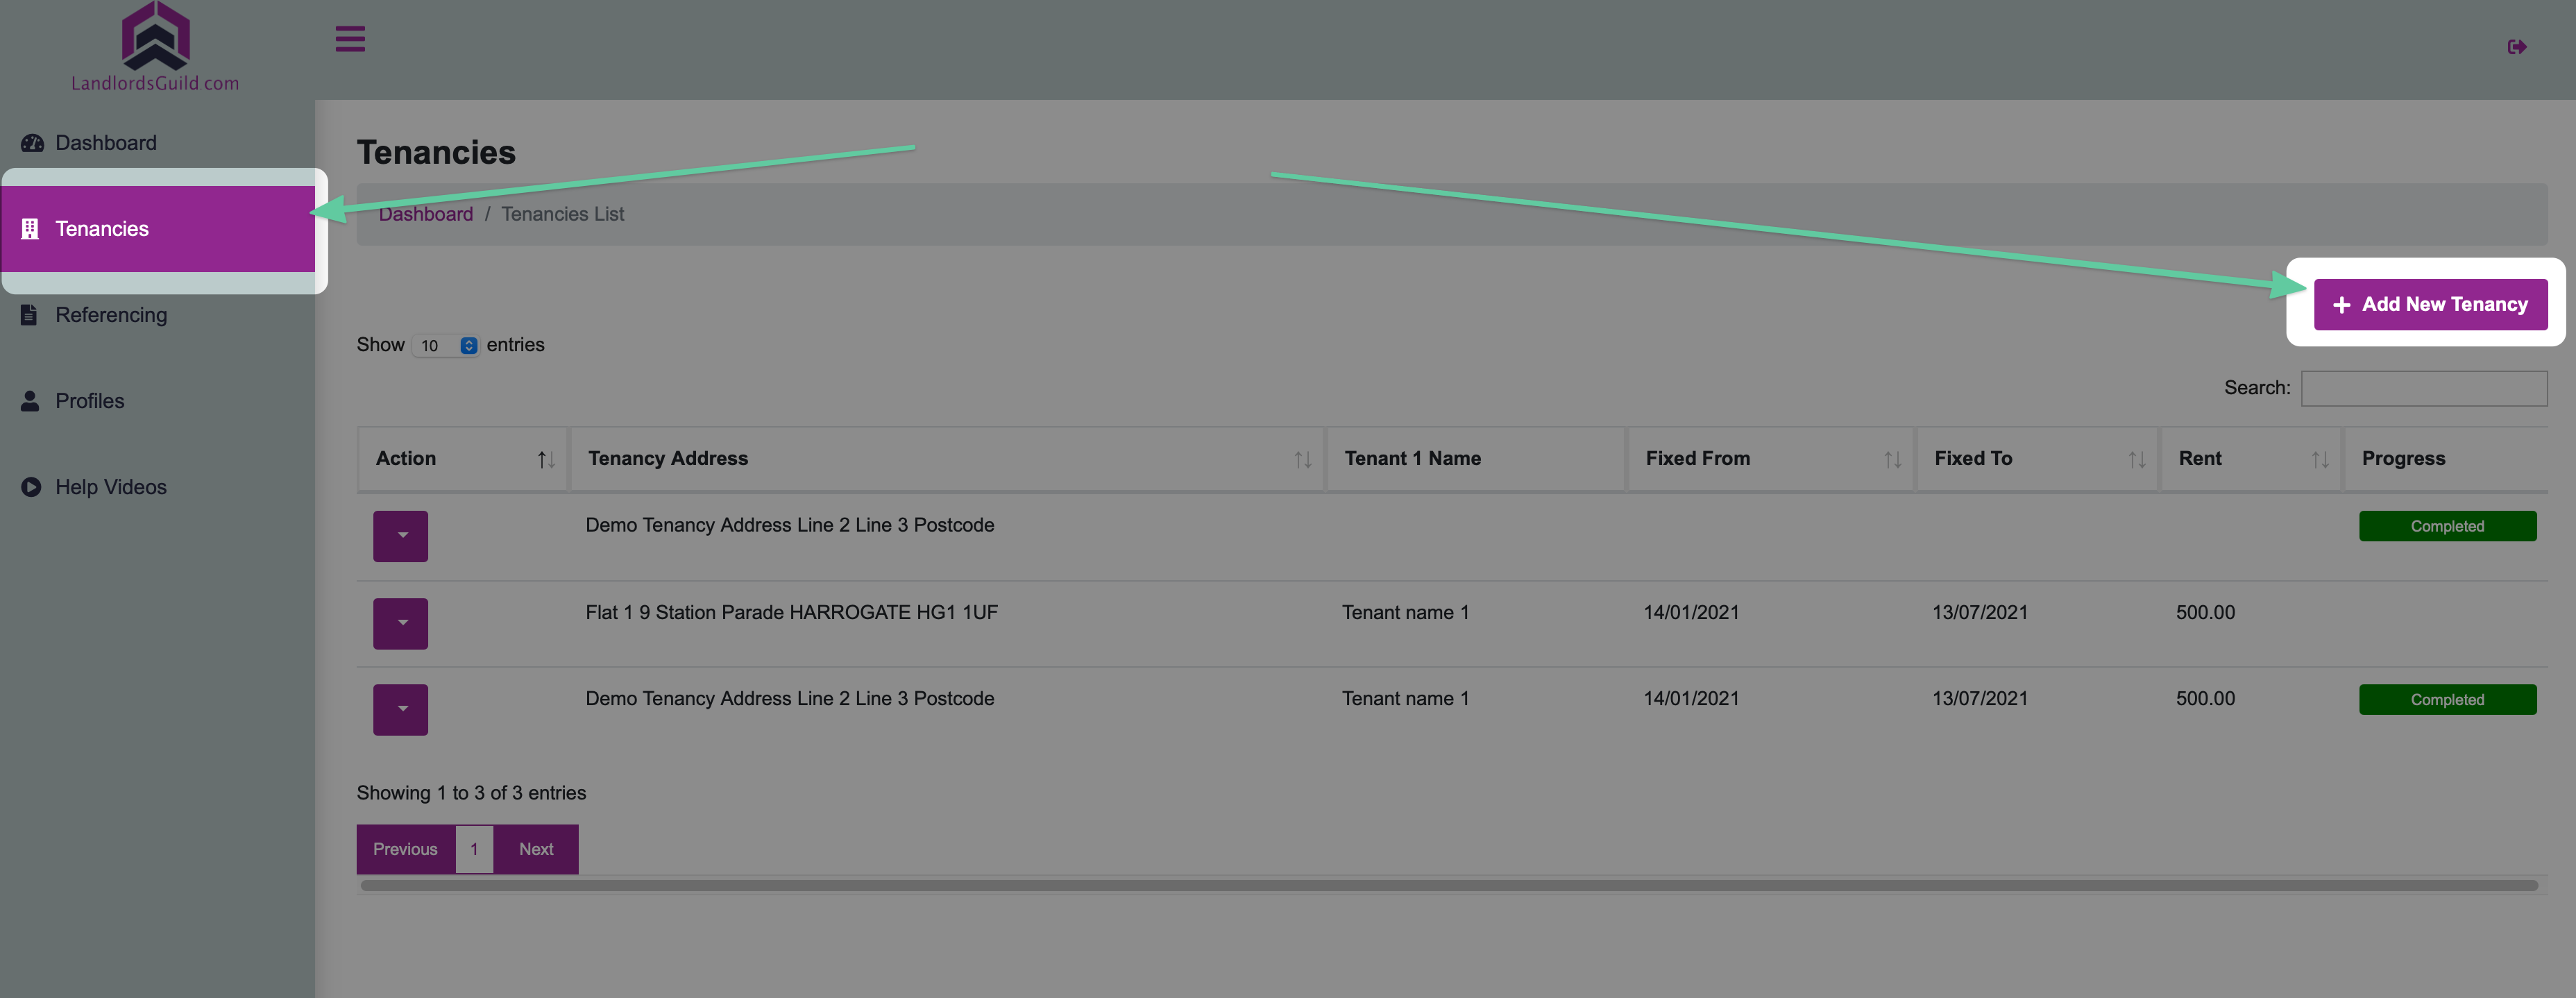 LandlordsGuild.com
Dashboard
Tenancies
Referencing
Profiles
Help Videos
Tenancies
Dashboard / Tenancies List
Add New Tenancy
Show 10 entries
Search:
Action Tenancy Address Tenant 1 Name Fixed From Fixed To Rent Progress
Demo Tenancy Address Line 2 Line 3 Postcode Completed
Flat 1 9 Station Parade HARROGATE HG1 1UF Tenant name 1 14/01/2021 13/07/2021 500.00
Demo Tenancy Address Line 2 Line 3 Postcode Tenant name 1 14/01/2021 13/07/2021 500.00 Completed
Showing 1 to 3 of 3 entries
Previous 1 Next